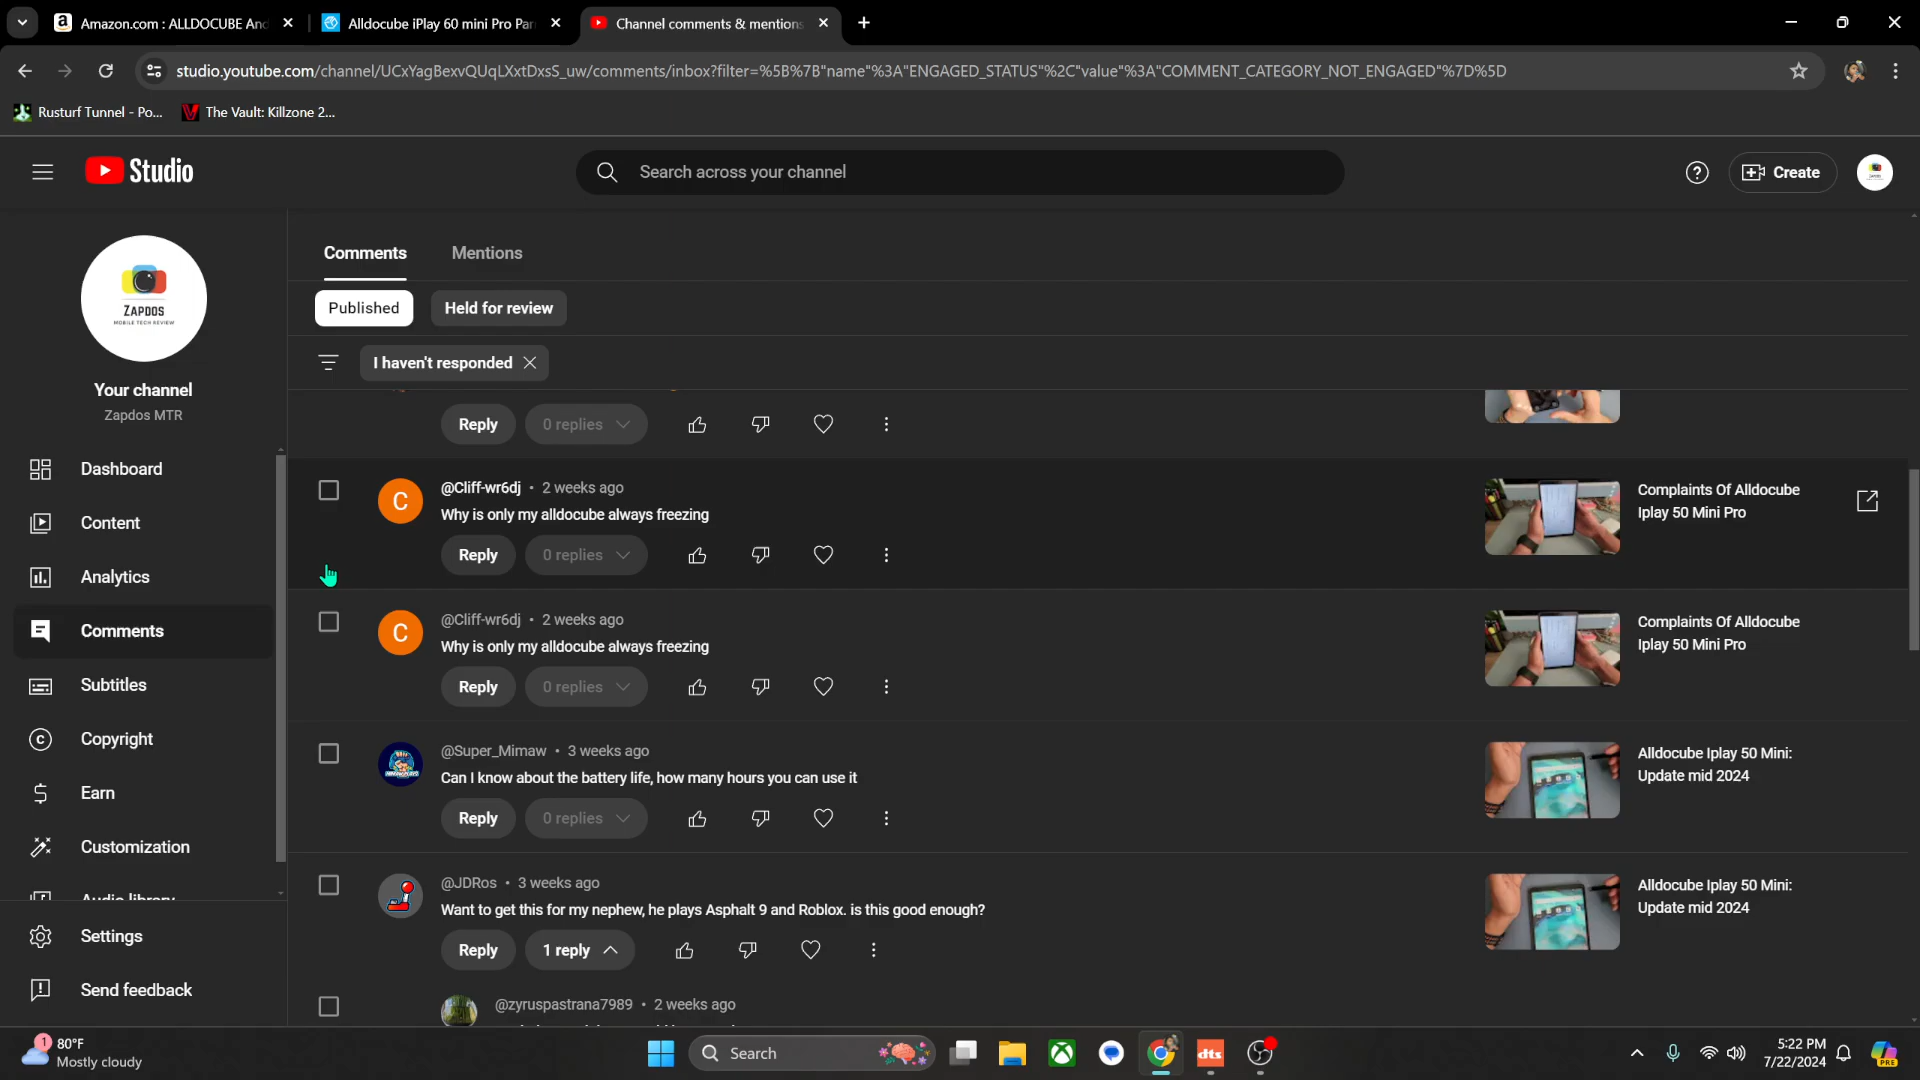 Amazon.com : ALLDOCUBE And
Alldocube iPlay 60 mini Pro Par
Channel comments & mentions
studio.youtube.com/channel/UCxYagBexvQUqLXxtDxsS_uw/comments/inbox?filter=%5B%7B"name"%3A"ENGAGED_STATUS"%2C"value"%3A"COMMENT_CATEGORY_NOT_ENGAGED"%7D%5D
Rusturf Tunnel - Po...
The Vault: Killzone 2...
Studio
Search across your channel
Create
ZAPDOS
MOBILE TECH REVIEW
Your channel
Zapdos MTR
Dashboard
Content
Analytics
Comments
Subtitles
Copyright
Earn
Customization
Audio library
Settings
Send feedback
Comments
Mentions
Published
Held for review
I haven't responded
Reply
0 replies
@Cliff-wr6dj • 2 weeks ago
Why is only my alldocube always freezing
Reply
0 replies
Complaints Of Alldocube
Iplay 50 Mini Pro
@Cliff-wr6dj • 2 weeks ago
Why is only my alldocube always freezing
Reply
0 replies
Complaints Of Alldocube
Iplay 50 Mini Pro
@Super_Mimaw • 3 weeks ago
Can I know about the battery life, how many hours you can use it
Reply
0 replies
Alldocube Iplay 50 Mini:
Update mid 2024
@JDRos • 3 weeks ago
Want to get this for my nephew, he plays Asphalt 9 and Roblox. is this good enough?
Reply
1 reply
Alldocube Iplay 50 Mini:
Update mid 2024
@zyruspastrana7989 • 2 weeks ago
1
80°F
Mostly cloudy
Search
dts
5:22 PM
7/22/2024
PRE